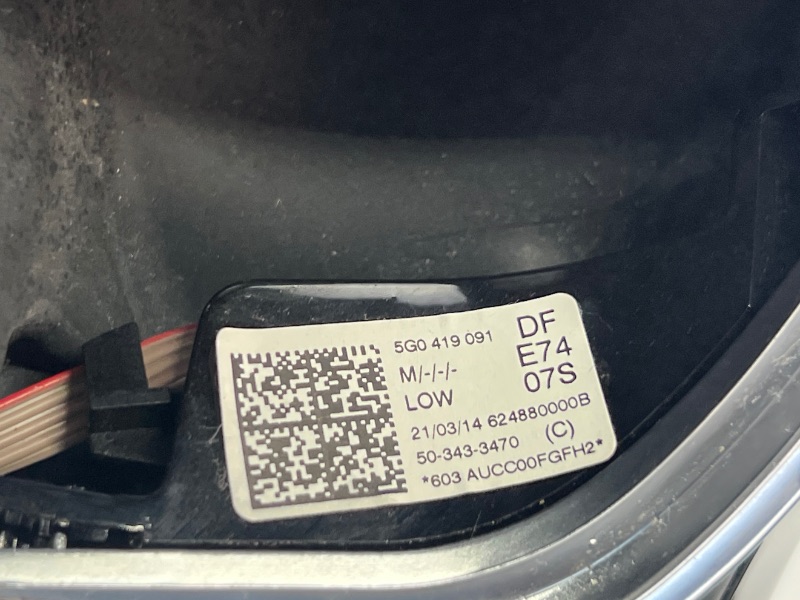 5G0 419 091
M/-/-/-
LOW
DF
E74
07S
21/03/14 624880000B
50-343-3470 (C)
*603 AUCC00FGFH2*